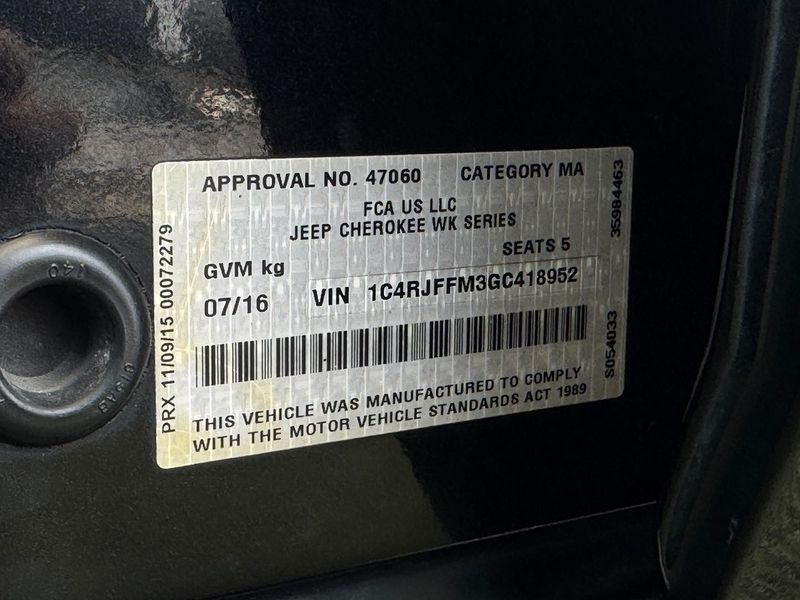 APPROVAL NO. 47060 CATEGORY MA
FCA US LLC
JEEP CHEROKEE WK SERIES
SEATS 5
GVM kg
07/16 VIN 1C4RJFFM3GC418952
THIS VEHICLE WAS MANUFACTURED TO COMPLY
WITH THE MOTOR VEHICLE STANDARDS ACT 1989
PRX 11/09/15 00072279
35984463
S054033